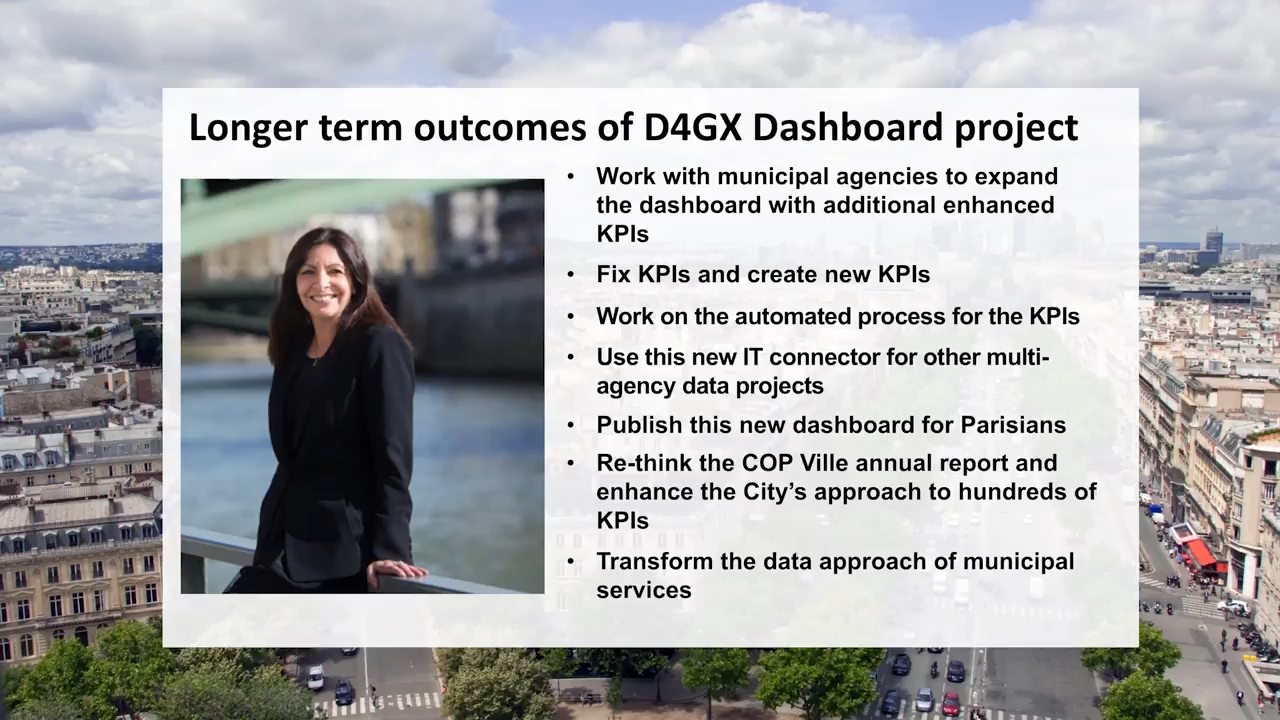 Longer term outcomes of D4GX Dashboard project
• Work with municipal agencies to expand
the dashboard with additional enhanced
KPIs
• Fix KPIs and create new KPIs
• Work on the automated process for the KPIs
• Use this new IT connector for other multi-
agency data projects
• Publish this new dashboard for Parisians
• Re-think the COP Ville annual report and
enhance the City’s approach to hundreds of
KPIs
• Transform the data approach of municipal
services